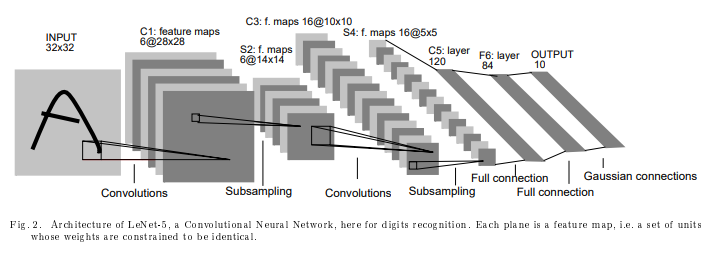 INPUT
32x32
C1: feature maps
6@28x28
C3: f. maps 16@10x10
S2: f. maps
6@14x14
S4: f. maps 16@5x5
C5: layer
120
F6: layer
84
OUTPUT
10
Convolutions
Subsampling
Convolutions
Subsampling
Full connection
Full connection
Gaussian connections
Fig. 2. Architecture of LeNet-5, a Convolutional Neural Network, here for digits recognition. Each plane is a feature map, i.e. a set of units
whose weights are constrained to be identical.